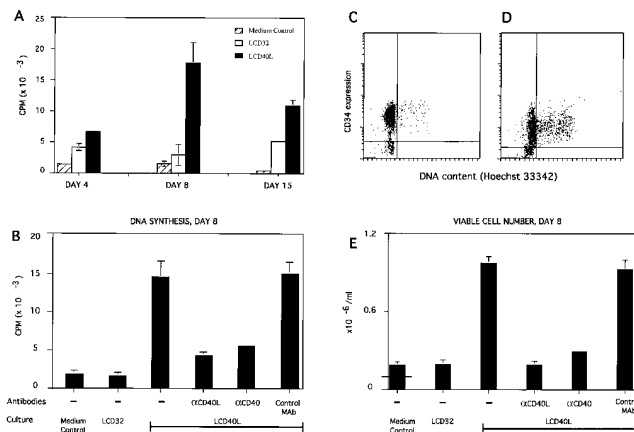 A
CPM (x 10 -3)
25
20
15
10
5
0
Medium Control
LCD32
LCD40L
DAY 4
DAY 8
DAY 15
C
D
CD34 expression
DNA content (Hoechst 33342)
DNA SYNTHESIS, DAY 8
B
CPM (x 10 -3)
20
15
10
5
0
Antibodies
–
–
–
αCD40L
αCD40
Control
MAb
Culture
Medium
Control
LCD32
LCD40L
VIABLE CELL NUMBER, DAY 8
E
x10 -6/ml
1.2
0.6
0
–
–
–
αCD40L
αCD40
Control
MAb
Medium
Control
LCD32
LCD40L